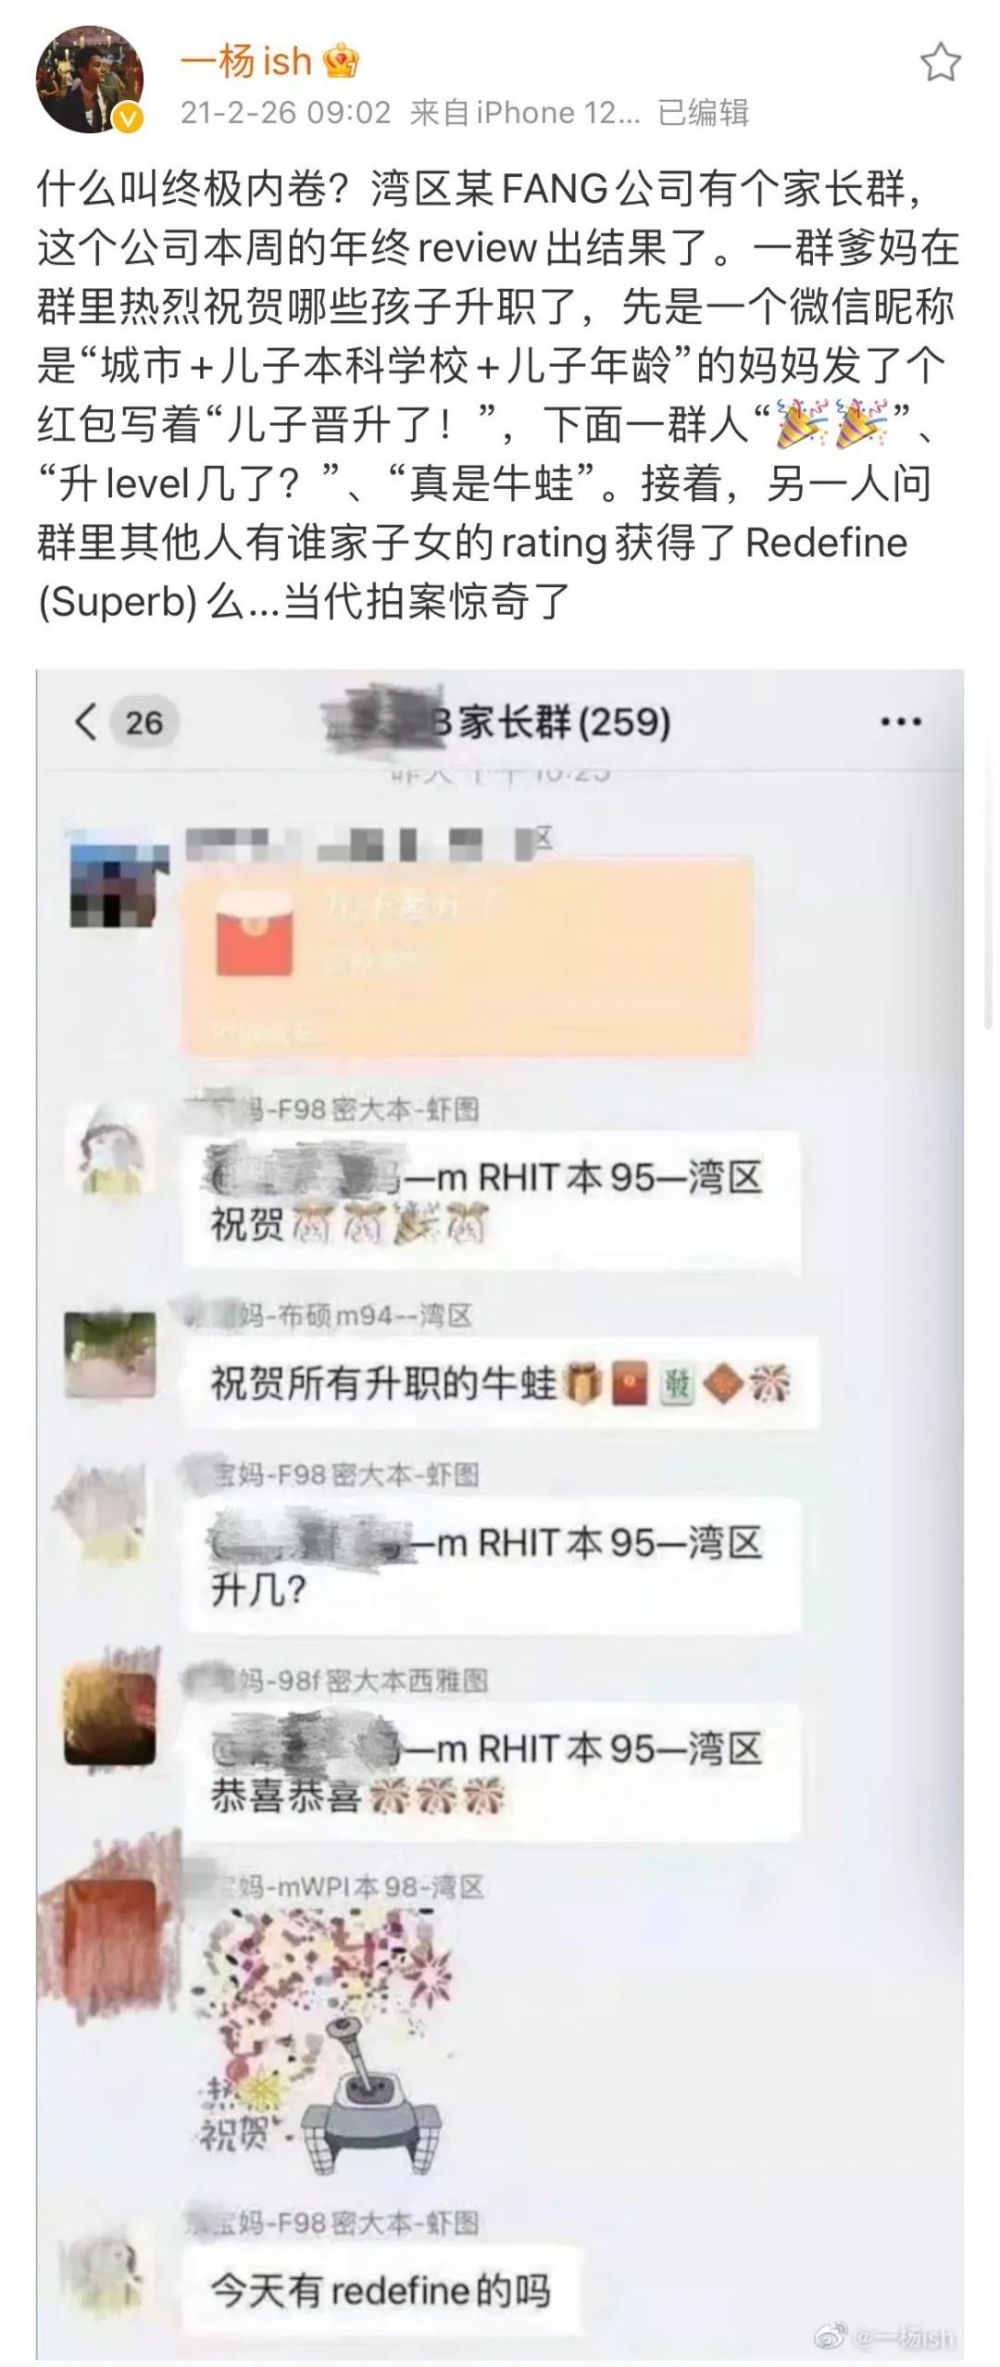 一杨ish
21-2-26 09:02 来自iPhone 12... 已编辑
什么叫终极内卷？湾区某FANG公司有个家长群，
这个公司本周的年终review出结果了。一群爹妈在
群里热烈祝贺哪些孩子升职了，先是一个微信昵称
是“城市+儿子本科学校+儿子年龄”的妈妈发了个
红包写着“儿子晋升了！”，下面一群人“🎉🎉”、
“升level几了？”、“真是牛蛙”。接着，另一人问
群里其他人有谁家子女的rating获得了Redefine
(Superb)么...当代拍案惊奇了
26
B家长群(259)
区
妈-F98密大本-虾图
—m RHIT本95—湾区
祝贺
妈-布硕m94--湾区
祝贺所有升职的牛蛙🎁🧧發
宝妈-F98密大本-虾图
—m RHIT本95—湾区
升几?
妈-98f密大本西雅图
—m RHIT本95—湾区
恭喜恭喜🎆🎆🎆
宝妈-mWPI本98-湾区
祝贺
宝妈-F98密大本-虾图
今天有redefine的吗
@一杨ish